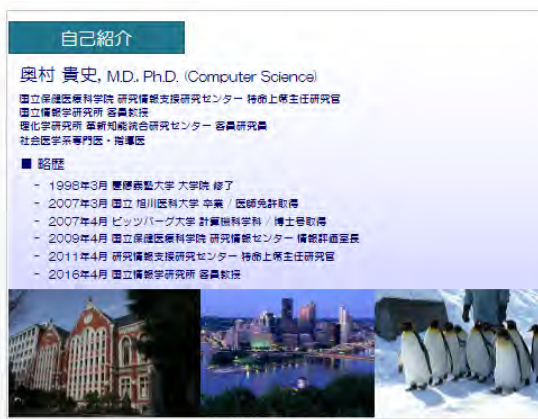 自己紹介
奥村 貴史, M.D., Ph.D. (Computer Science)
国立保健医療科学院 研究情報支援研究センター 特命上席主任研究官
国立情報学研究所 客員教授
理化学研究所 革新知能統合研究センター 客員研究員
社会医学系専門医・指導医
■ 略歴
- 1998年3月 慶應義塾大学 大学院 修了
- 2007年3月 国立 旭川医科大学 卒業 / 医師免許取得
- 2007年4月 ピッツバーグ大学 計算機科学科 / 博士号取得
- 2009年4月 国立保健医療科学院 研究情報センター 情報評価室長
- 2011年4月 研究情報支援研究センター 特命上席主任研究官
- 2016年4月 国立情報学研究所 客員教授